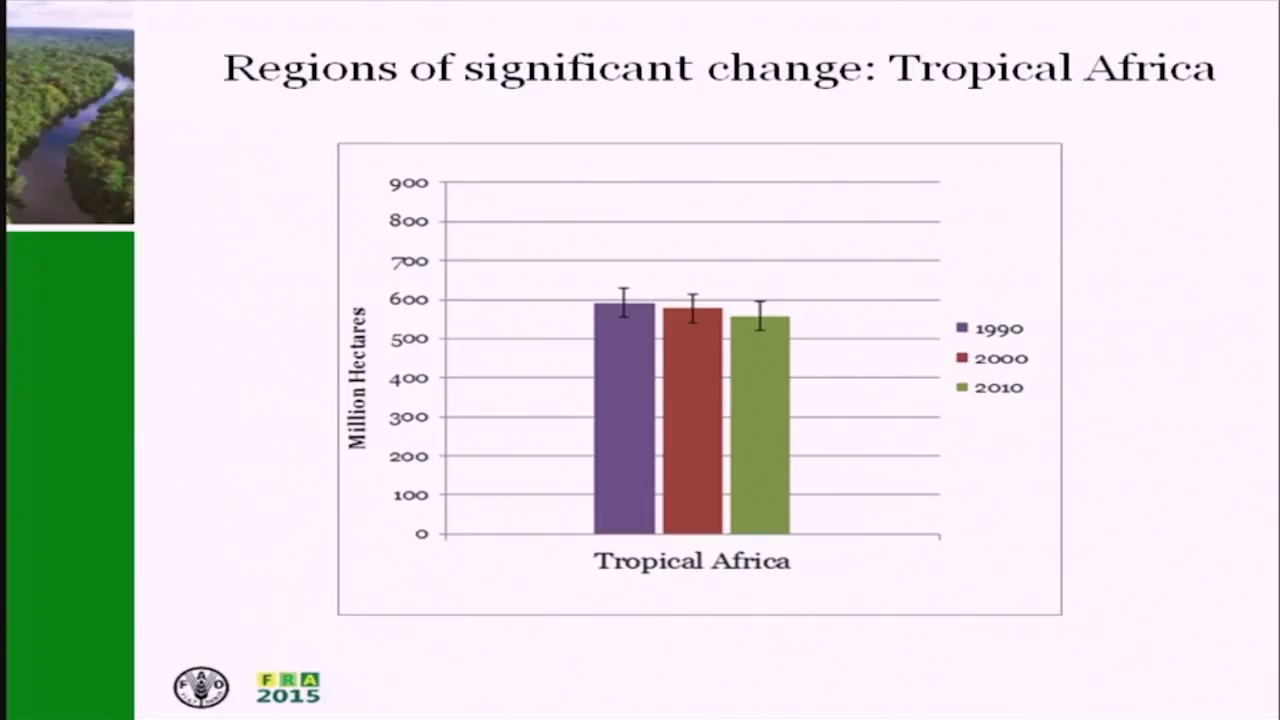 Regions of significant change: Tropical Africa
900
800
700
600
500
400
300
200
100
0
Million Hectares
1990
2000
2010
Tropical Africa
F A O
FRA
2015